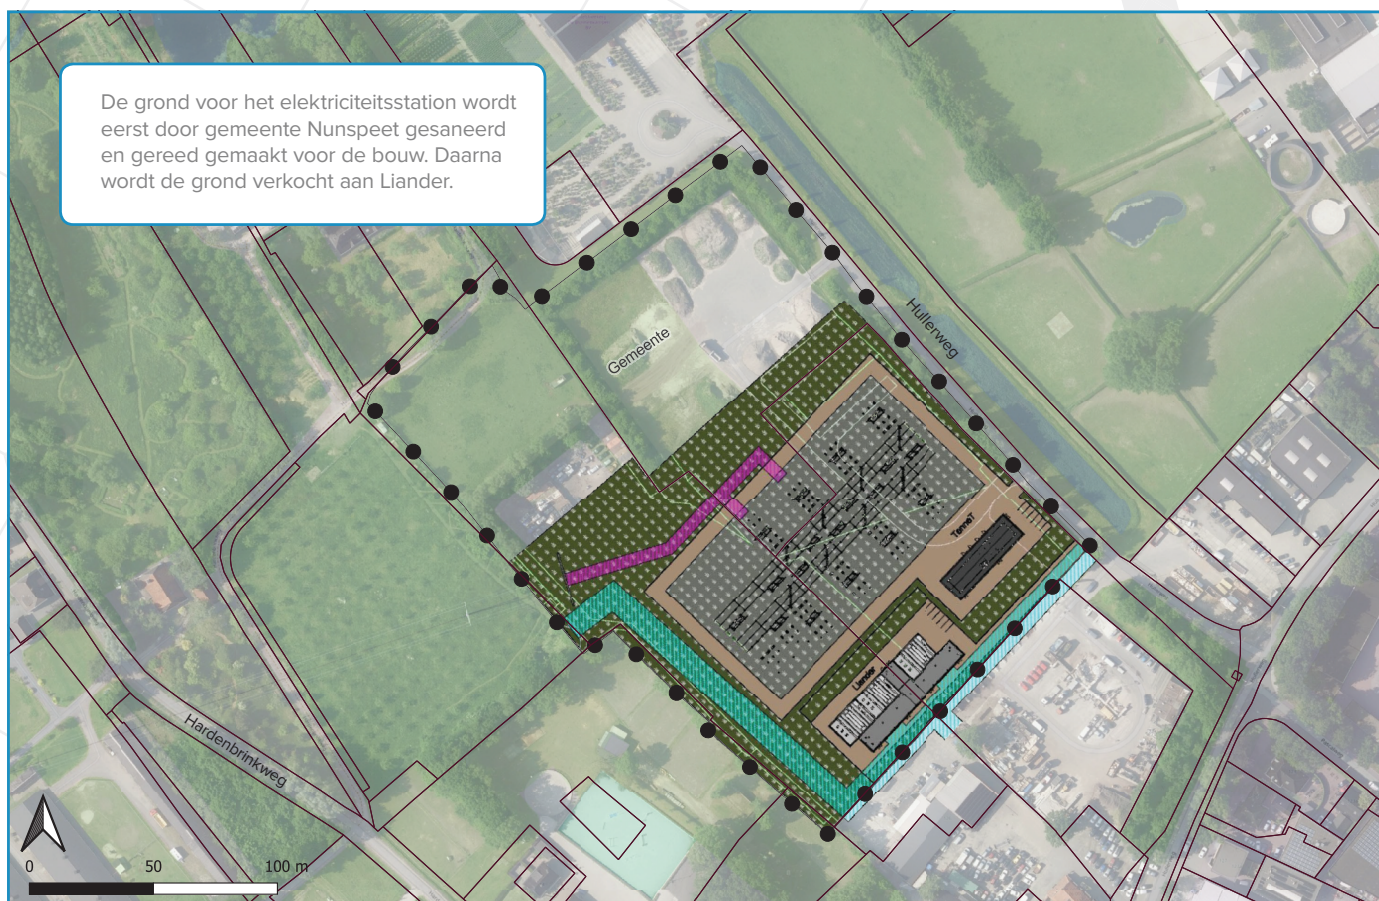 De grond voor het elektriciteitsstation wordt
eerst door gemeente Nunspeet gesaneerd
en gereed gemaakt voor de bouw. Daarna
wordt de grond verkocht aan Liander.
Hullerweg
Gemeente
TenneT
Liander
Hardenbrinkweg
0 50 100 m